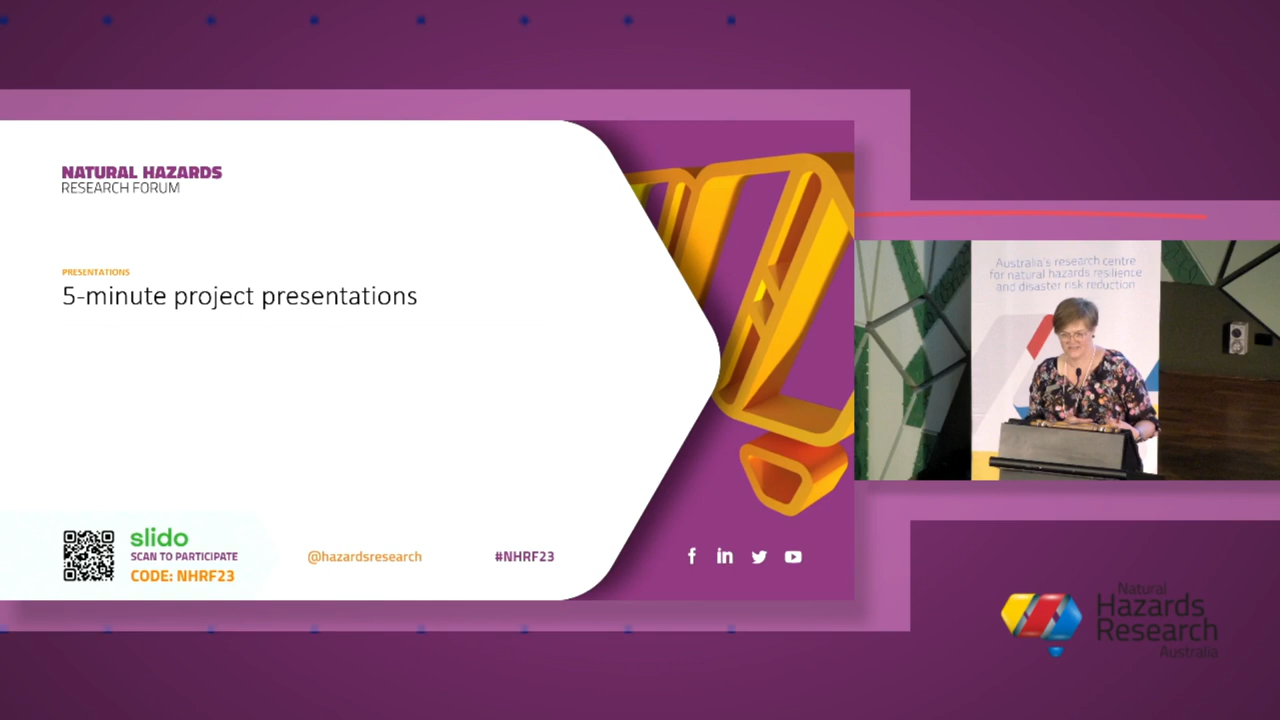 NATURAL HAZARDS
RESEARCH FORUM
PRESENTATIONS
5-minute project presentations
slido
SCAN TO PARTICIPATE
CODE: NHRF23
@hazardsresearch
#NHRF23
Australia's research centre
for natural hazards resilience
and disaster risk reduction
Natural
Hazards
Research
Australia